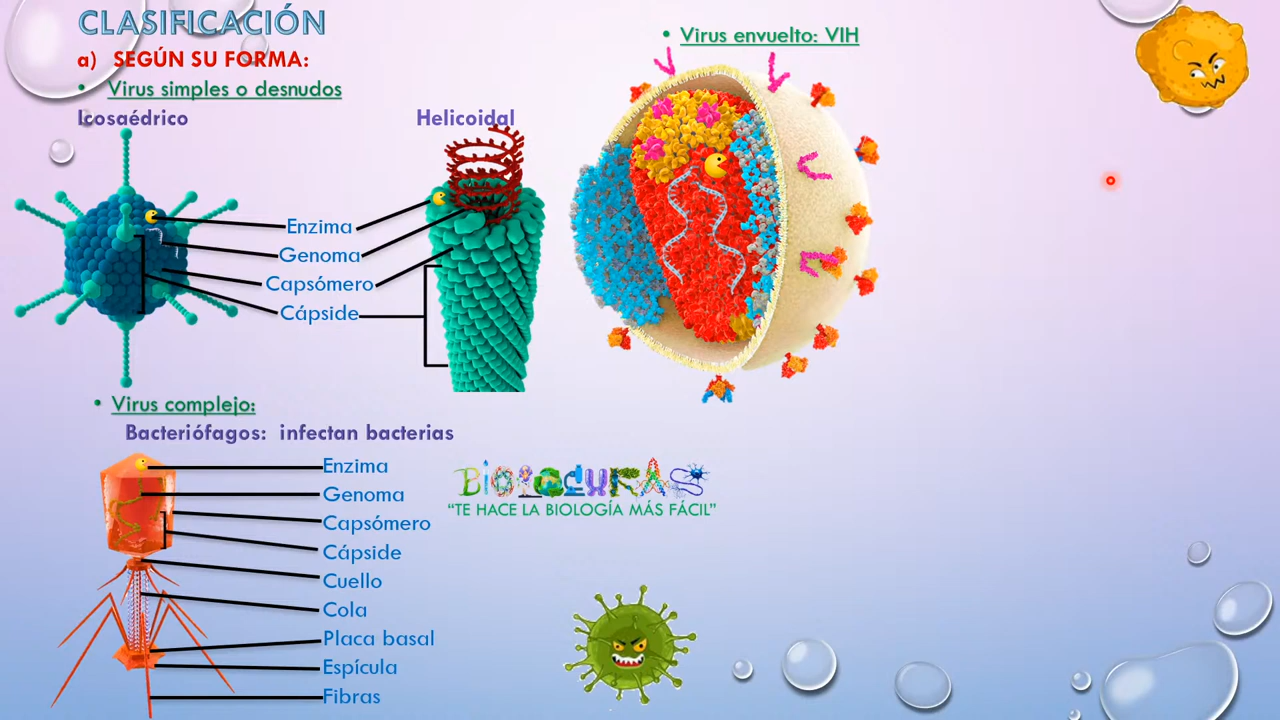 CLASIFICACIÓN
a) SEGÚN SU FORMA:
• Virus simples o desnudos
Icosaédrico
Helicoidal
Enzima
Genoma
Capsómero
Cápside
• Virus envuelto: VIH
• Virus complejo:
Bacteriófagos: infectan bacterias
Enzima
Genoma
Capsómero
Cápside
Cuello
Cola
Placa basal
Espícula
Fibras
BIOLOCURAS
“TE HACE LA BIOLOGÍA MÁS FÁCIL”